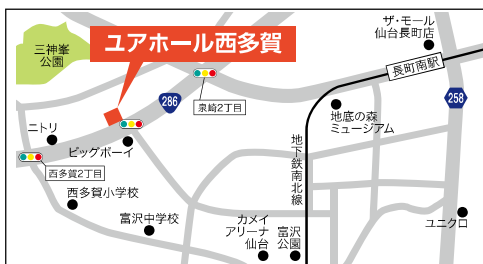 三神峯
公園
ユアホール西多賀
ザ・モール
仙台長町店
長町南駅
286
泉崎2丁目
258
地底の森
ミュージアム
ニトリ
ビッグボーイ
西多賀2丁目
地下鉄南北線
西多賀小学校
富沢中学校
カメイ
アリーナ
仙台
富沢
公園
ユニクロ